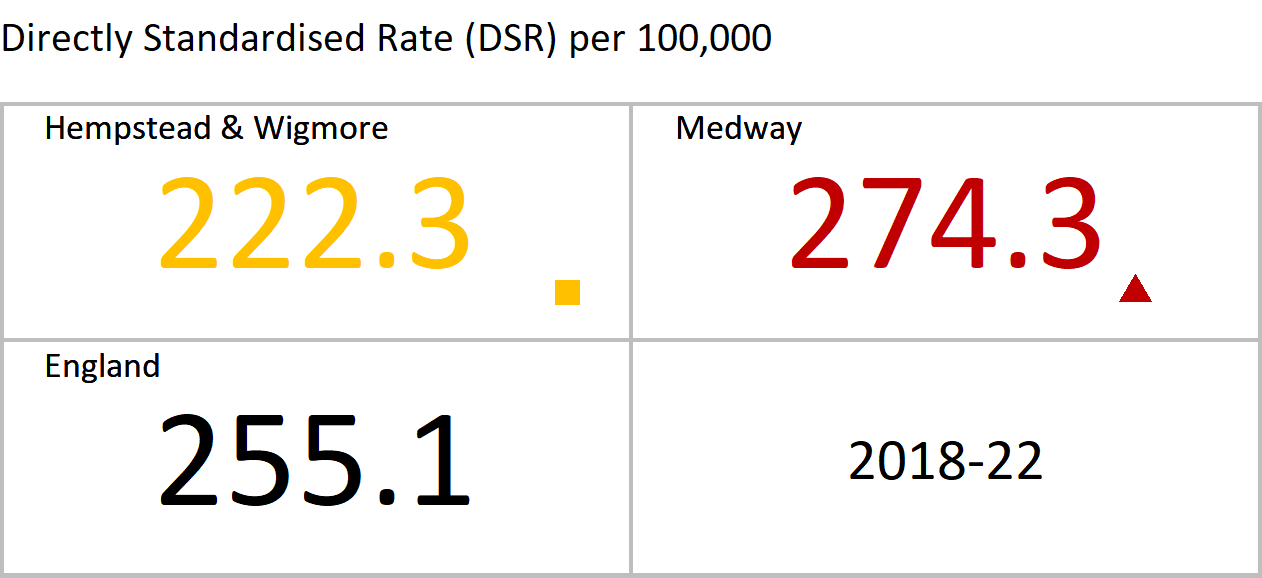 Directly Standardised Rate (DSR) per 100,000
Hempstead & Wigmore
222.3
Medway
274.3
England
255.1
2018-22